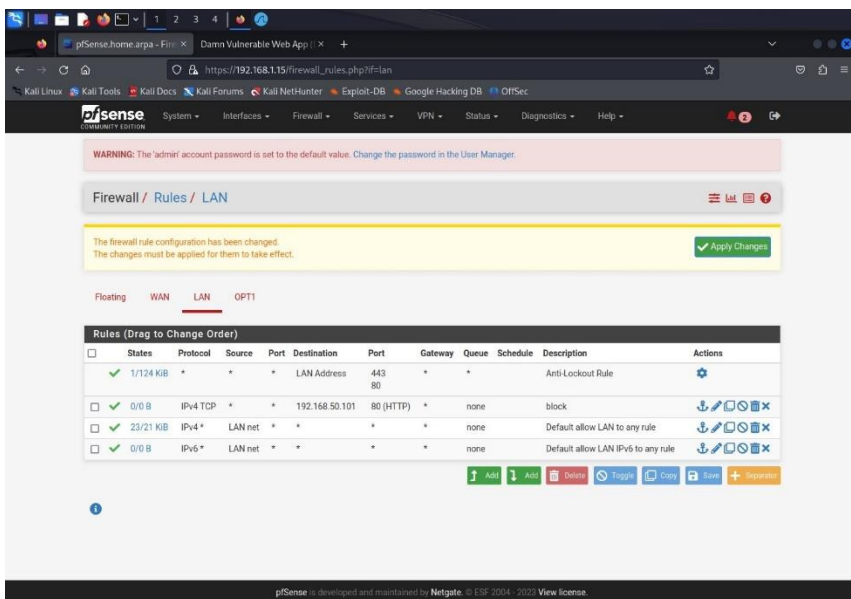 1 2 3 4
pfSense.home.arpa - Fire
Damn Vulnerable Web App (
https://192.168.1.15/firewall_rules.php?if=lan
Kali Linux Kali Tools Kali Docs Kali Forums Kali NetHunter Exploit-DB Google Hacking DB OffSec
pfsense System Interfaces Firewall Services VPN Status Diagnostics Help 2
COMMUNITY EDITION
WARNING: The 'admin' account password is set to the default value. Change the password in the User Manager.
Firewall / Rules / LAN
The firewall rule configuration has been changed.
The changes must be applied for them to take effect.
Apply Changes
Floating WAN LAN OPT1
Rules (Drag to Change Order)
States Protocol Source Port Destination Port Gateway Queue Schedule Description Actions
1/124 KiB * * * LAN Address 443 * * Anti-Lockout Rule
80
0/0 B IPv4 TCP * * 192.168.50.101 80 (HTTP) * none block
23/21 KiB IPv4 * LAN net * * * * none Default allow LAN to any rule
0/0 B IPv6 * LAN net * * * * none Default allow LAN IPv6 to any rule
Add Add Delete Toggle Copy Save Separator
pfSense is developed and maintained by Netgate. © ESF 2004 - 2023 View license.